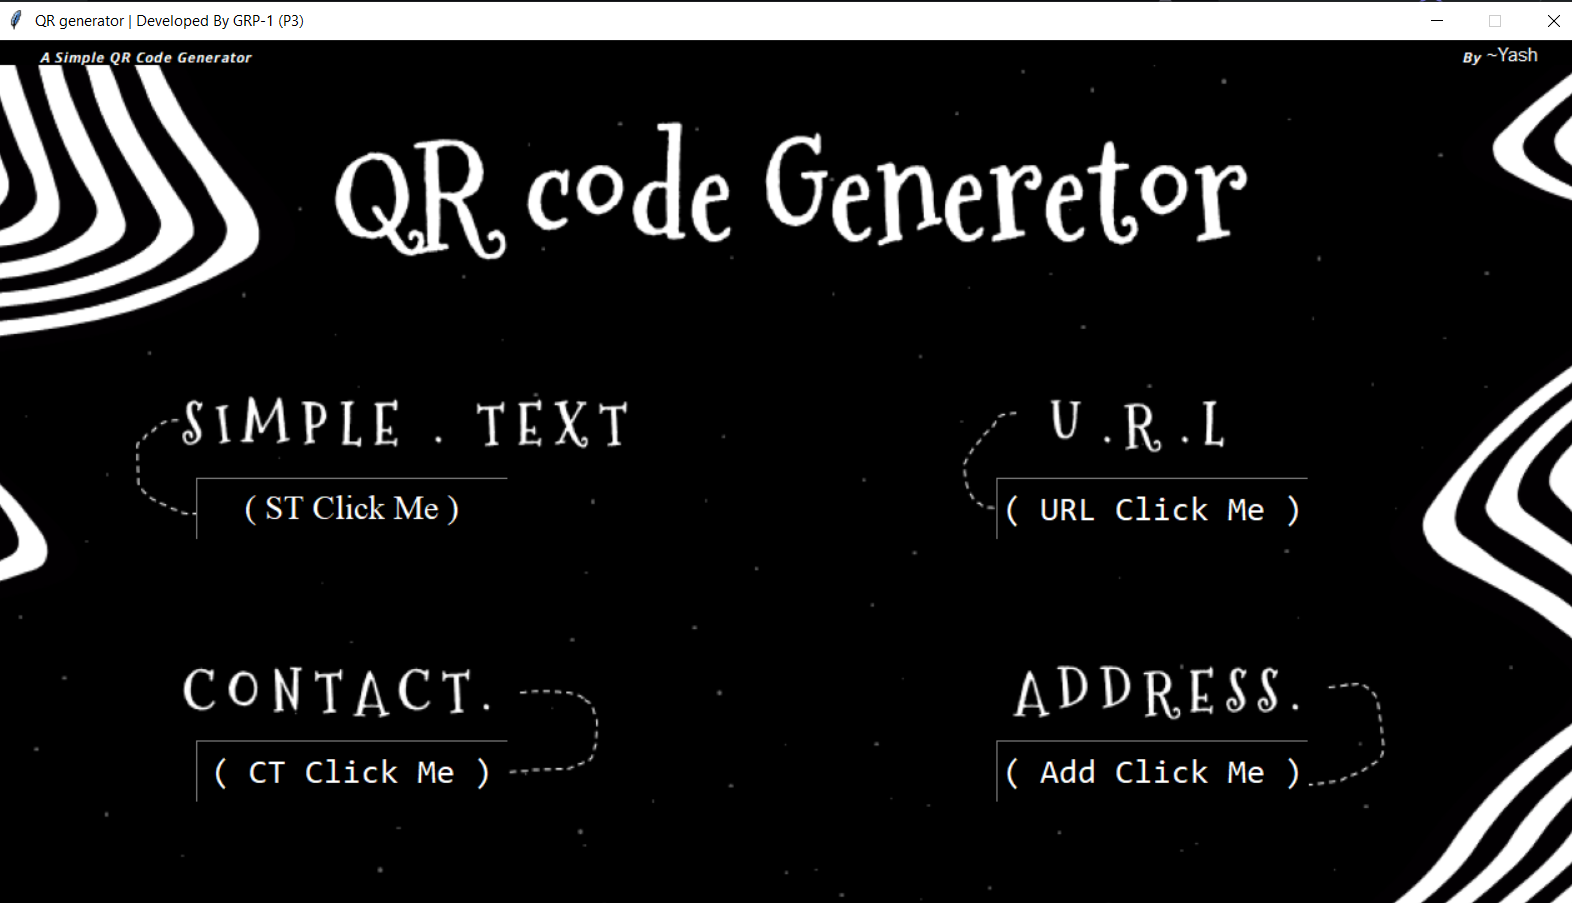 QR generator | Developed By GRP-1 (P3)
A Simple QR Code Generator
By ~Yash
QR code Generetor
SIMPLE . TEXT
U .R .L
( ST Click Me )
( URL Click Me )
CONTACT.
ADDRESS.
( CT Click Me )
( Add Click Me )